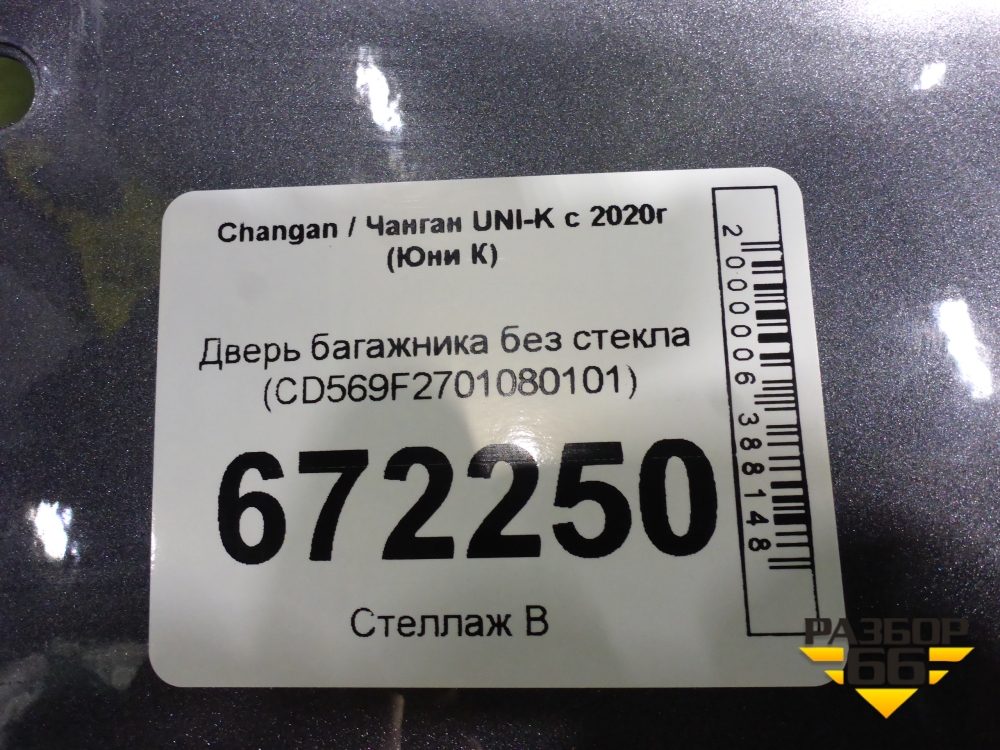 Changan / Чанган UNI-K с 2020г
(Юни К)
Дверь багажника без стекла
(CD569F2701080101)
672250
Стеллаж В
2000006388148
РАЗБОР
66